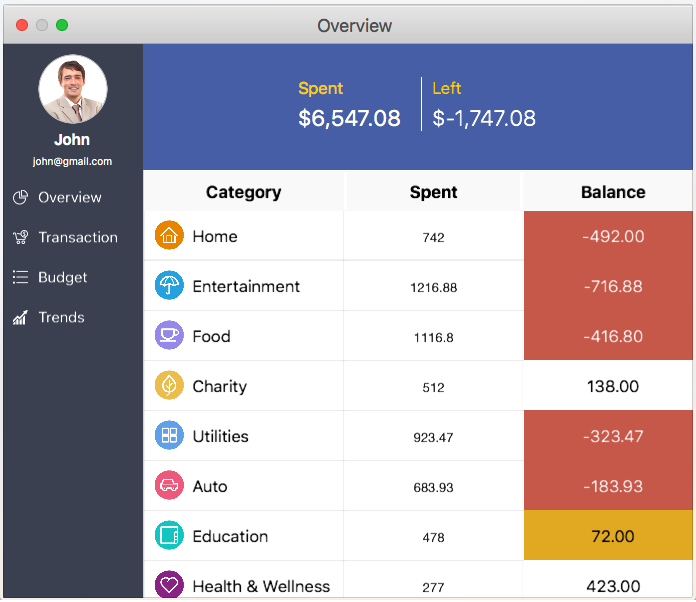 Overview
John
john@gmail.com
Overview
Transaction
Budget
Trends
Spent Left
$6,547.08 $-1,747.08
Category Spent Balance
Home 742 -492.00
Entertainment 1216.88 -716.88
Food 1116.8 -416.80
Charity 512 138.00
Utilities 923.47 -323.47
Auto 683.93 -183.93
Education 478 72.00
Health & Wellness 277 423.00